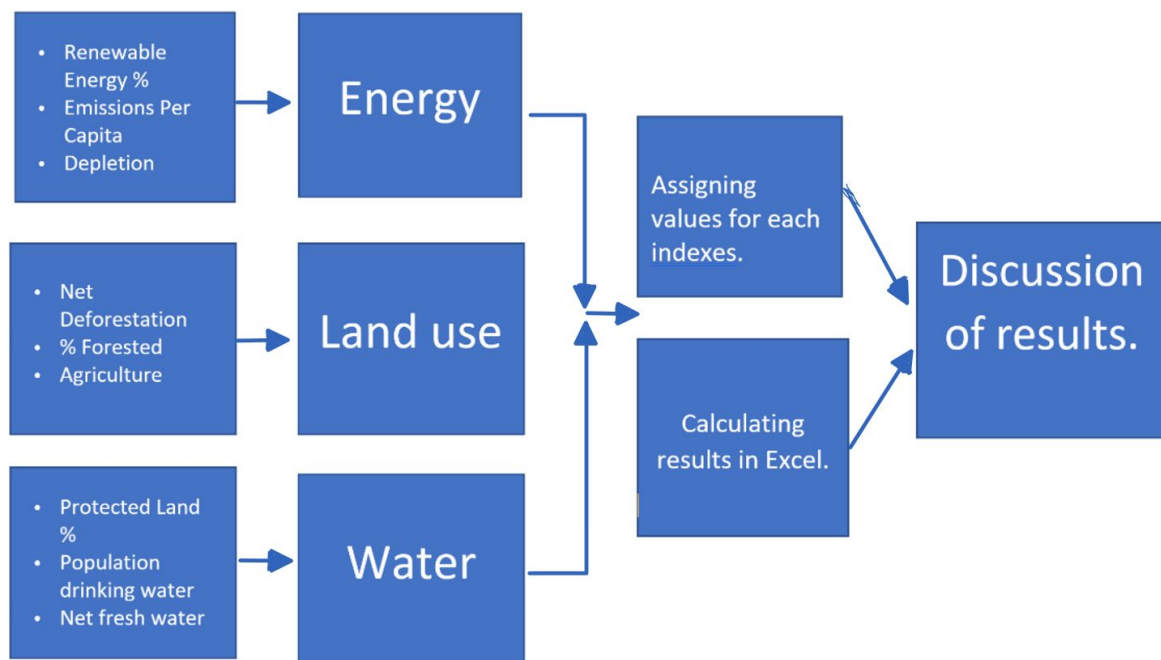 • Renewable
Energy %
• Emissions Per
Capita
• Depletion
Energy
• Net
Deforestation
• % Forested
• Agriculture
Land use
• Protected Land
%
• Population
drinking water
• Net fresh water
Water
Assigning
values for each
indexes.
Calculating
results in Excel.
Discussion
of results.